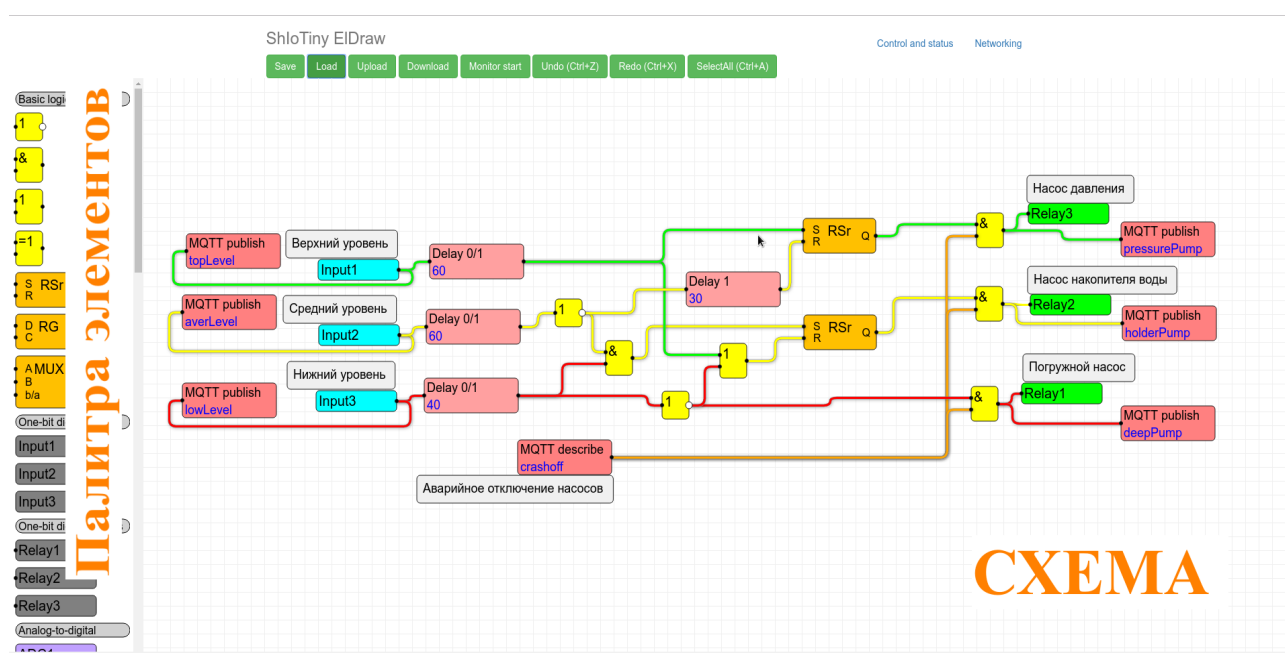 ShIoTiny ElDraw
Control and status
Networking
Save
Load
Upload
Download
Monitor start
Undo (Ctrl+Z)
Redo (Ctrl+X)
SelectAll (Ctrl+A)
Basic logi
1
&
1
=1
S RSr
R
D RG
C
A MUX
B
b/a
One-bit di
Input1
Input2
Input3
One-bit di
Relay1
Relay2
Relay3
Analog-to-digital
Палитра элементов
MQTT publish
topLevel
Верхний уровень
Input1
Delay 0/1
60
MQTT publish
averLevel
Средний уровень
Input2
Delay 0/1
60
MQTT publish
lowLevel
Нижний уровень
Input3
Delay 0/1
40
1
&
1
1
Delay 1
30
S RSr
R Q
S RSr
R Q
MQTT describe
crashoff
Аварийное отключение насосов
&
Насос давления
Relay3
MQTT publish
pressurePump
&
Насос накопителя воды
Relay2
MQTT publish
holderPump
&
Погружной насос
Relay1
MQTT publish
deepPump
СХЕМА